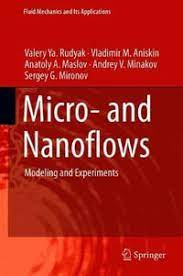 Fluid Mechanics and Its Applications
Valery Ya. Rudyak · Vladimir M. Aniskin
Anatoly A. Maslov · Andrey V. Minakov
Sergey G. Mironov
Micro- and
Nanoflows
Modeling and Experiments
Springer